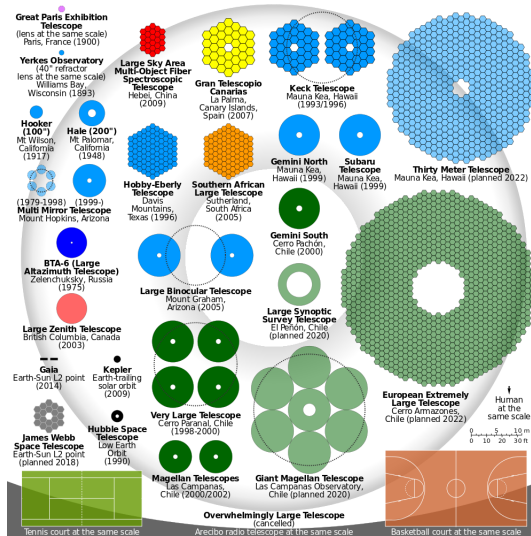 Great Paris Exhibition
Telescope
(lens at the same scale)
Paris, France (1900)
Yerkes Observatory
(40" refractor
lens at the same scale)
Williams Bay,
Wisconsin (1893)
Hooker
(100")
Mt Wilson,
California
(1917)
Hale (200")
Mt Palomar,
California
(1948)
(1979-1998)
(1999-)
Multi Mirror Telescope
Mount Hopkins, Arizona
BTA-6 (Large
Altazimuth Telescope)
Zelenchuksky, Russia
(1975)
Large Zenith Telescope
British Columbia, Canada
(2003)
Gaia
Earth-Sun L2 point
(2014)
Kepler
Earth-trailing
solar orbit
(2009)
James Webb
Space Telescope
Earth-Sun L2 point
(planned 2018)
Hubble Space
Telescope
Low Earth
Orbit
(1990)
Large Sky Area
Multi-Object Fiber
Spectroscopic
Telescope
Hebei, China
(2009)
Gran Telescopio
Canarias
La Palma,
Canary Islands,
Spain (2007)
Keck Telescope
Mauna Kea, Hawaii
(1993/1996)
Hobby-Eberly
Telescope
Davis
Mountains,
Texas (1996)
Southern African
Large Telescope
Sutherland,
South Africa
(2005)
Gemini North
Mauna Kea,
Hawaii (1999)
Subaru
Telescope
Mauna Kea,
Hawaii (1999)
Thirty Meter Telescope
Mauna Kea, Hawaii (planned 2022)
Gemini South
Cerro Pachón,
Chile (2000)
Large Binocular Telescope
Mount Graham,
Arizona (2005)
Large Synoptic
Survey Telescope
El Peñón, Chile
(planned 2020)
Very Large Telescope
Cerro Paranal, Chile
(1998-2000)
Magellan Telescopes
Las Campanas,
Chile (2000/2002)
Giant Magellan Telescope
Las Campanas Observatory,
Chile (planned 2020)
European Extremely
Large Telescope
Cerro Armazones,
Chile (planned 2022)
Human
at the
same scale
0 5 10 m
0 10 20 30 ft
Overwhelmingly Large Telescope
(cancelled)
Tennis court at the same scale
Arecibo radio telescope at the same scale
Basketball court at the same scale